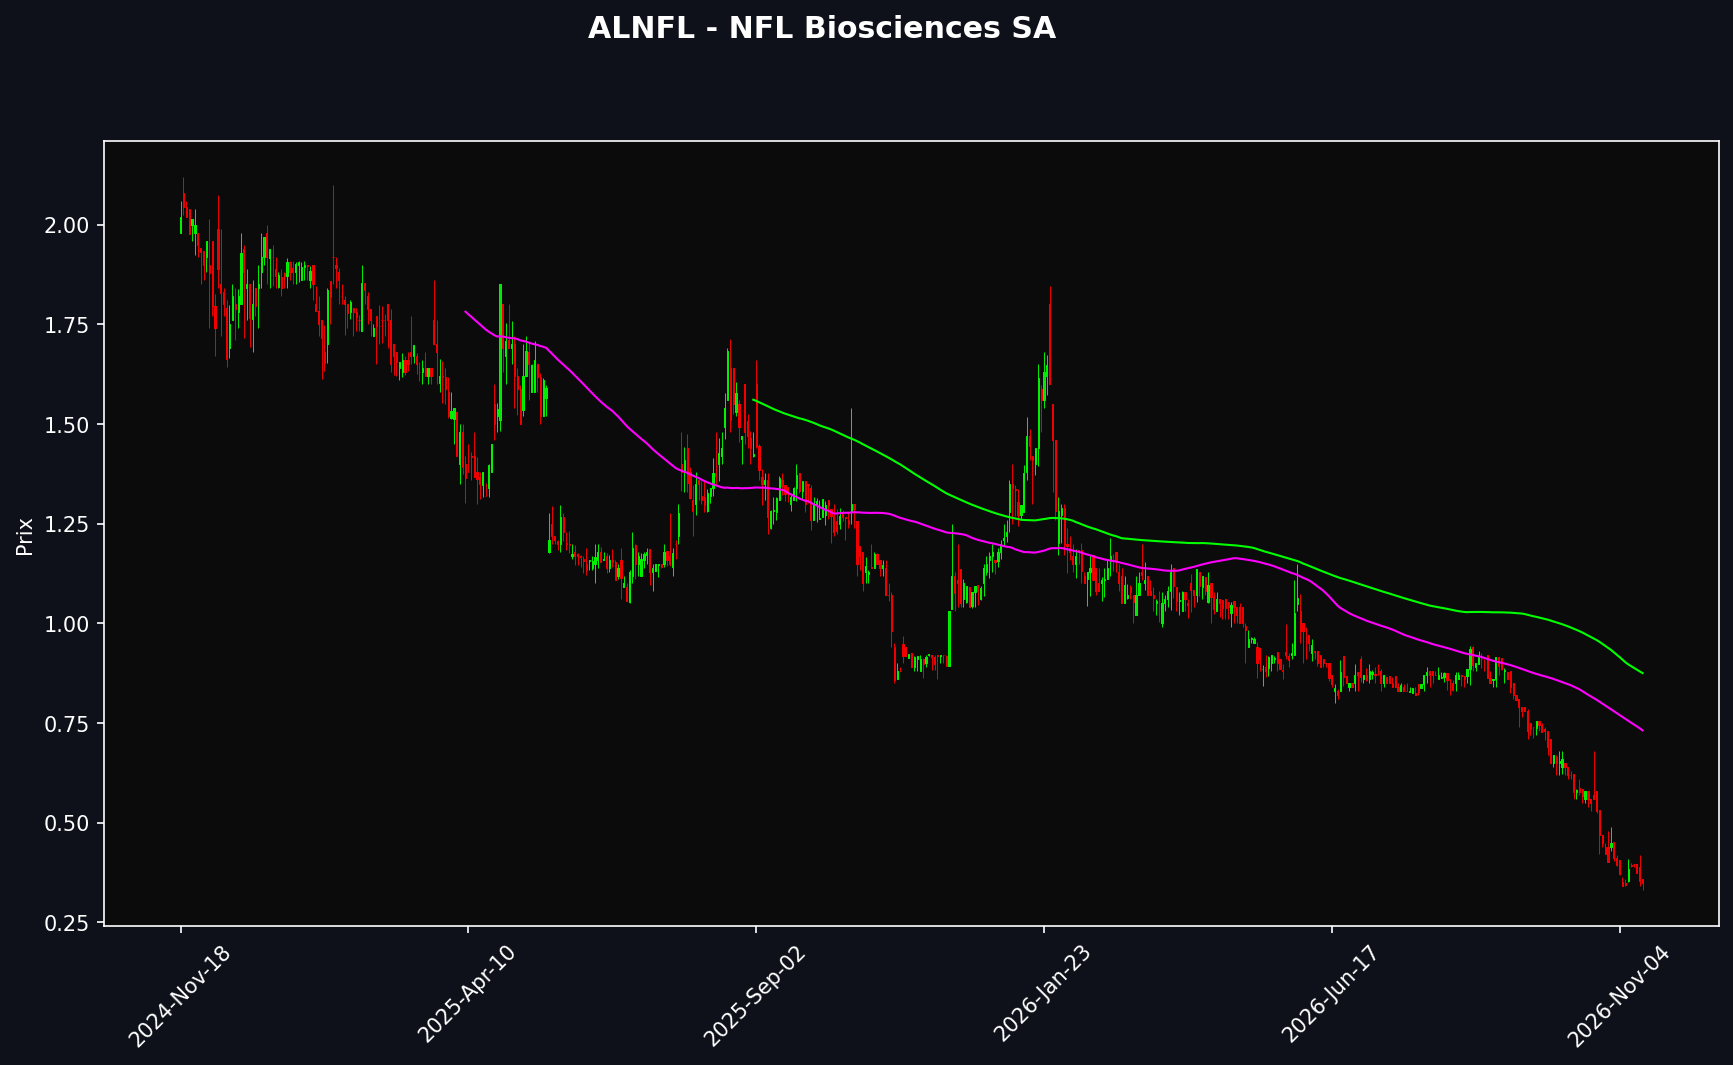 ALNFL - NFL Biosciences SA
Prix
2.00
1.75
1.50
1.25
1.00
0.75
0.50
0.25
2024-Nov-18
2025-Apr-10
2025-Sep-02
2026-Jan-23
2026-Jun-17
2026-Nov-04